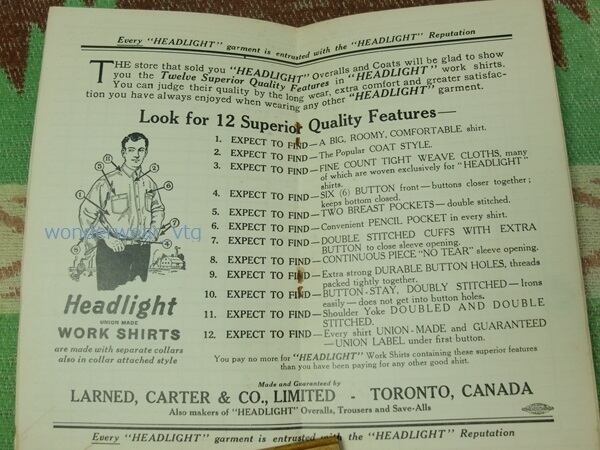 Every "HEADLIGHT" garment is entrusted with the "HEADLIGHT" Reputation
THE store that sold you "HEADLIGHT" Overalls and Coats will be glad to show
you the Twelve Superior Quality Features in "HEADLIGHT" work shirts.
You can judge their quality by the long wear, extra comfort and greater satisfac-
tion you have always enjoyed when wearing any other "HEADLIGHT" garment.
Look for 12 Superior Quality Features—
1. EXPECT TO FIND—A BIG, ROOMY, COMFORTABLE shirt.
2. EXPECT TO FIND—The Popular COAT STYLE.
3. EXPECT TO FIND—FINE COUNT TIGHT WEAVE CLOTHS, many
of which are woven exclusively for "HEADLIGHT"
shirts.
4. EXPECT TO FIND—SIX (6) BUTTON front—buttons closer together;
keeps bottom closed.
5. EXPECT TO FIND—TWO BREAST POCKETS—double stitched.
6. EXPECT TO FIND—Convenient PENCIL POCKET in every shirt.
7. EXPECT TO FIND—DOUBLE STITCHED CUFFS WITH EXTRA
BUTTON to close sleeve opening.
8. EXPECT TO FIND—CONTINUOUS PIECE "NO TEAR" sleeve opening.
9. EXPECT TO FIND—Extra strong DURABLE BUTTON HOLES, threads
packed tightly together.
10. EXPECT TO FIND—BUTTON-STAY, DOUBLY STITCHED—Irons
easily—does not get into button holes.
11. EXPECT TO FIND—Shoulder Yoke DOUBLED AND DOUBLE
STITCHED.
12. EXPECT TO FIND—Every shirt UNION-MADE and GUARANTEED
—UNION LABEL under first button.
wonderwear_vtg
Headlight
UNION MADE
WORK SHIRTS
are made with separate collars
also in collar attached style
You pay no more for "HEADLIGHT" Work Shirts containing these superior features
than you have been paying for any other good shirt.
Made and Guaranteed by
LARNED, CARTER & CO., LIMITED - TORONTO, CANADA
Also makers of "HEADLIGHT" Overalls, Trousers and Save-Alls
Every "HEADLIGHT" garment is entrusted with the "HEADLIGHT" Reputation